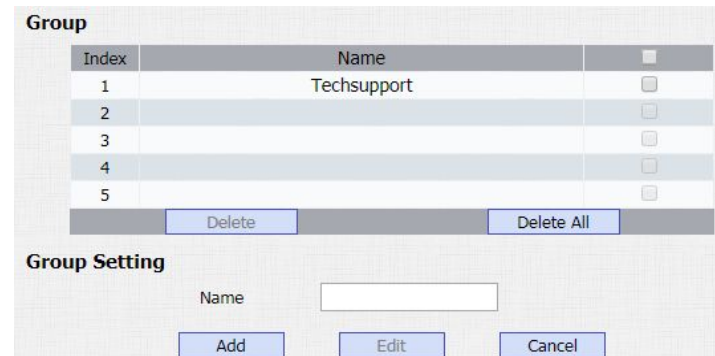 Group
Index Name
1 Techsupport
2
3
4
5
Delete Delete All
Group Setting
Name
Add Edit Cancel